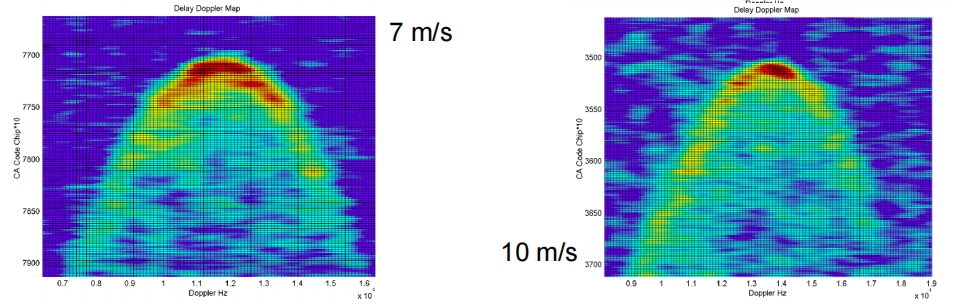 Delay Doppler Map
7700
7750
7800
7850
7900
CA Code Chip*10
0.7 0.8 0.9 1 1.1 1.2 1.3 1.4 1.5 1.6
Doppler Hz
x 10⁴
7 m/s
Delay Doppler Map
3500
3550
3600
3650
3700
CA Code Chip*10
0.9 1 1.1 1.2 1.3 1.4 1.5 1.6 1.7 1.8 1.9
Doppler Hz
x 10⁴
10 m/s